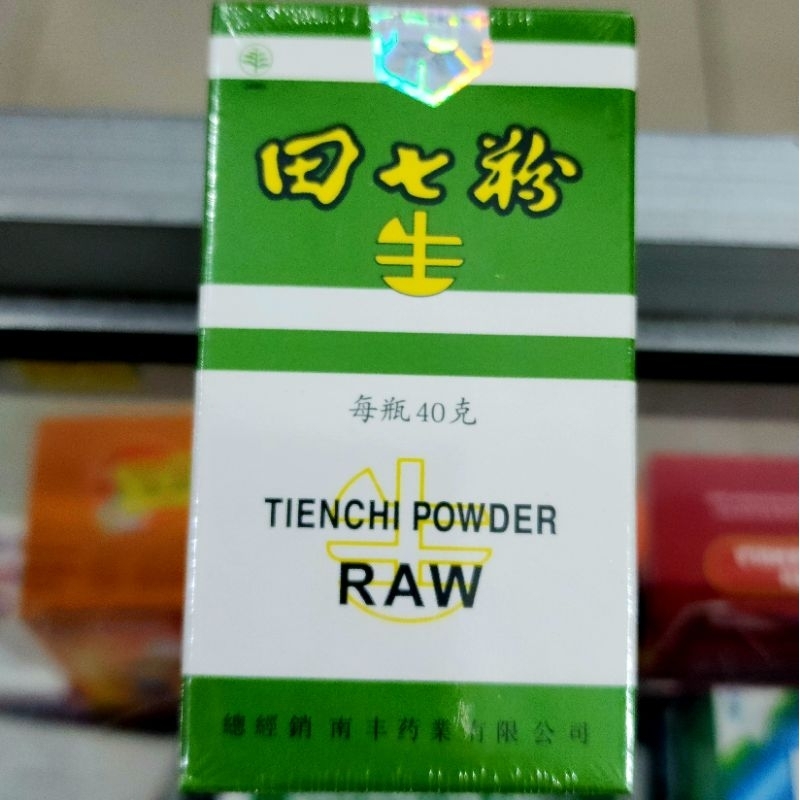 田七粉
生
每瓶40克
TIENCHI POWDER
RAW
總經銷 南丰药業有限公司